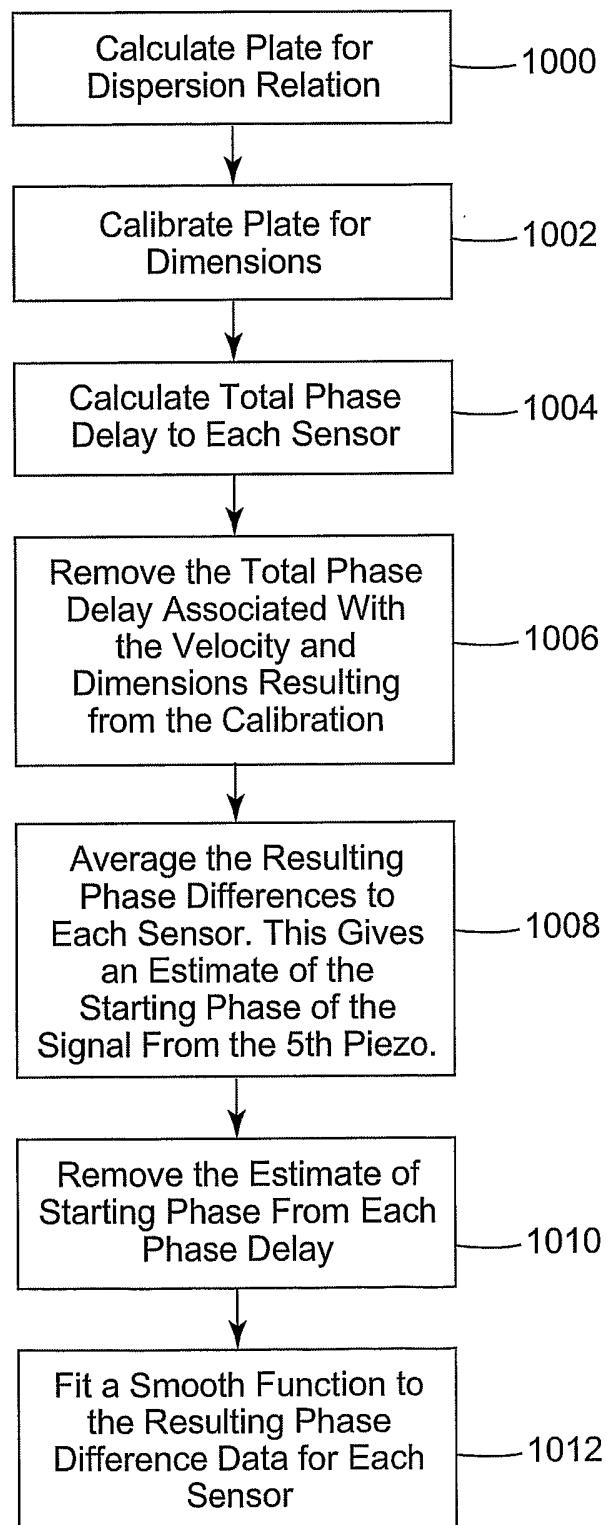 Calculate Plate for
Dispersion Relation
1000
Calibrate Plate for
Dimensions
1002
Calculate Total Phase
Delay to Each Sensor
1004
Remove the Total Phase
Delay Associated With
the Velocity and
Dimensions Resulting
from the Calibration
1006
Average the Resulting
Phase Differences to
Each Sensor. This Gives
an Estimate of the
Starting Phase of the
Signal From the 5th Piezo.
1008
Remove the Estimate of
Starting Phase From Each
Phase Delay
1010
Fit a Smooth Function to
the Resulting Phase
Difference Data for Each
Sensor
1012